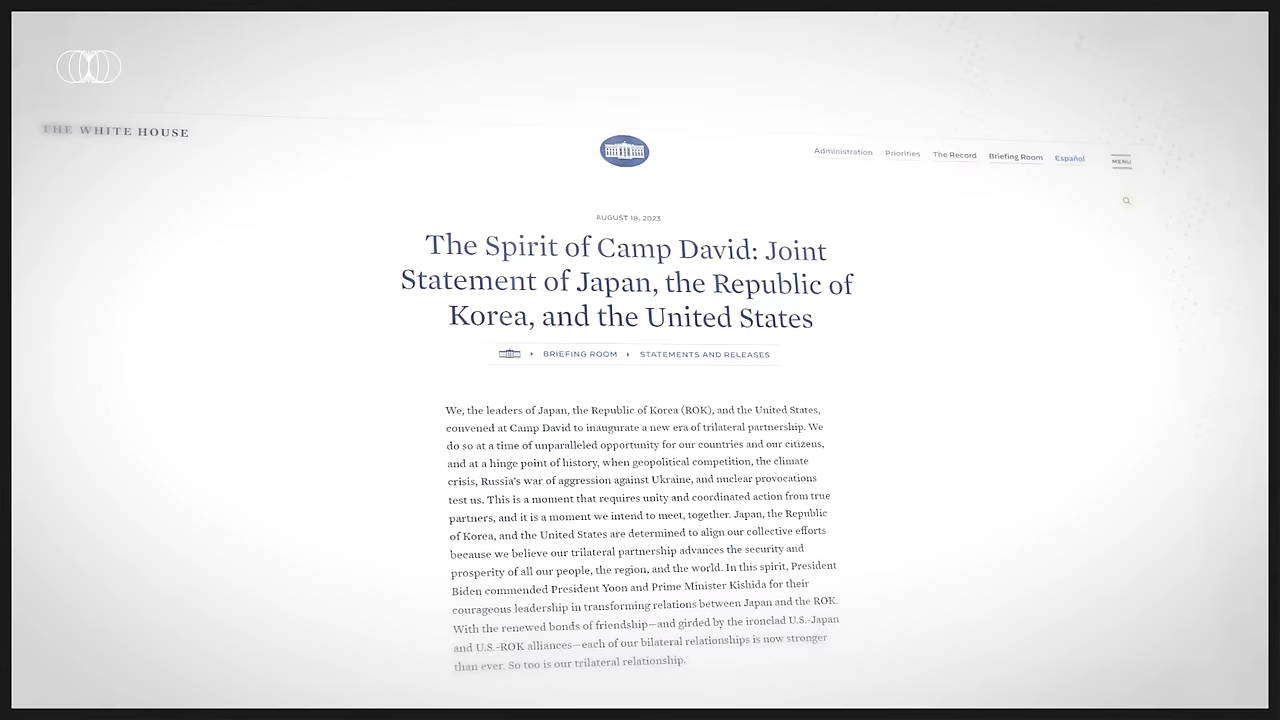 THE WHITE HOUSE
Administration Priorities The Record Briefing Room Español MENU
AUGUST 18, 2023
The Spirit of Camp David: Joint
Statement of Japan, the Republic of
Korea, and the United States
BRIEFING ROOM STATEMENTS AND RELEASES
We, the leaders of Japan, the Republic of Korea (ROK), and the United States,
convened at Camp David to inaugurate a new era of trilateral partnership. We
do so at a time of unparalleled opportunity for our countries and our citizens,
and at a hinge point of history, when geopolitical competition, the climate
crisis, Russia's war of aggression against Ukraine, and nuclear provocations
test us. This is a moment that requires unity and coordinated action from true
partners, and it is a moment we intend to meet, together. Japan, the Republic
of Korea, and the United States are determined to align our collective efforts
because we believe our trilateral partnership advances the security and
prosperity of all our people, the region, and the world. In this spirit, President
Biden commended President Yoon and Prime Minister Kishida for their
courageous leadership in transforming relations between Japan and the ROK.
With the renewed bonds of friendship—and girded by the ironclad U.S.-Japan
and U.S.-ROK alliances—each of our bilateral relationships is now stronger
than ever. So too is our trilateral relationship.